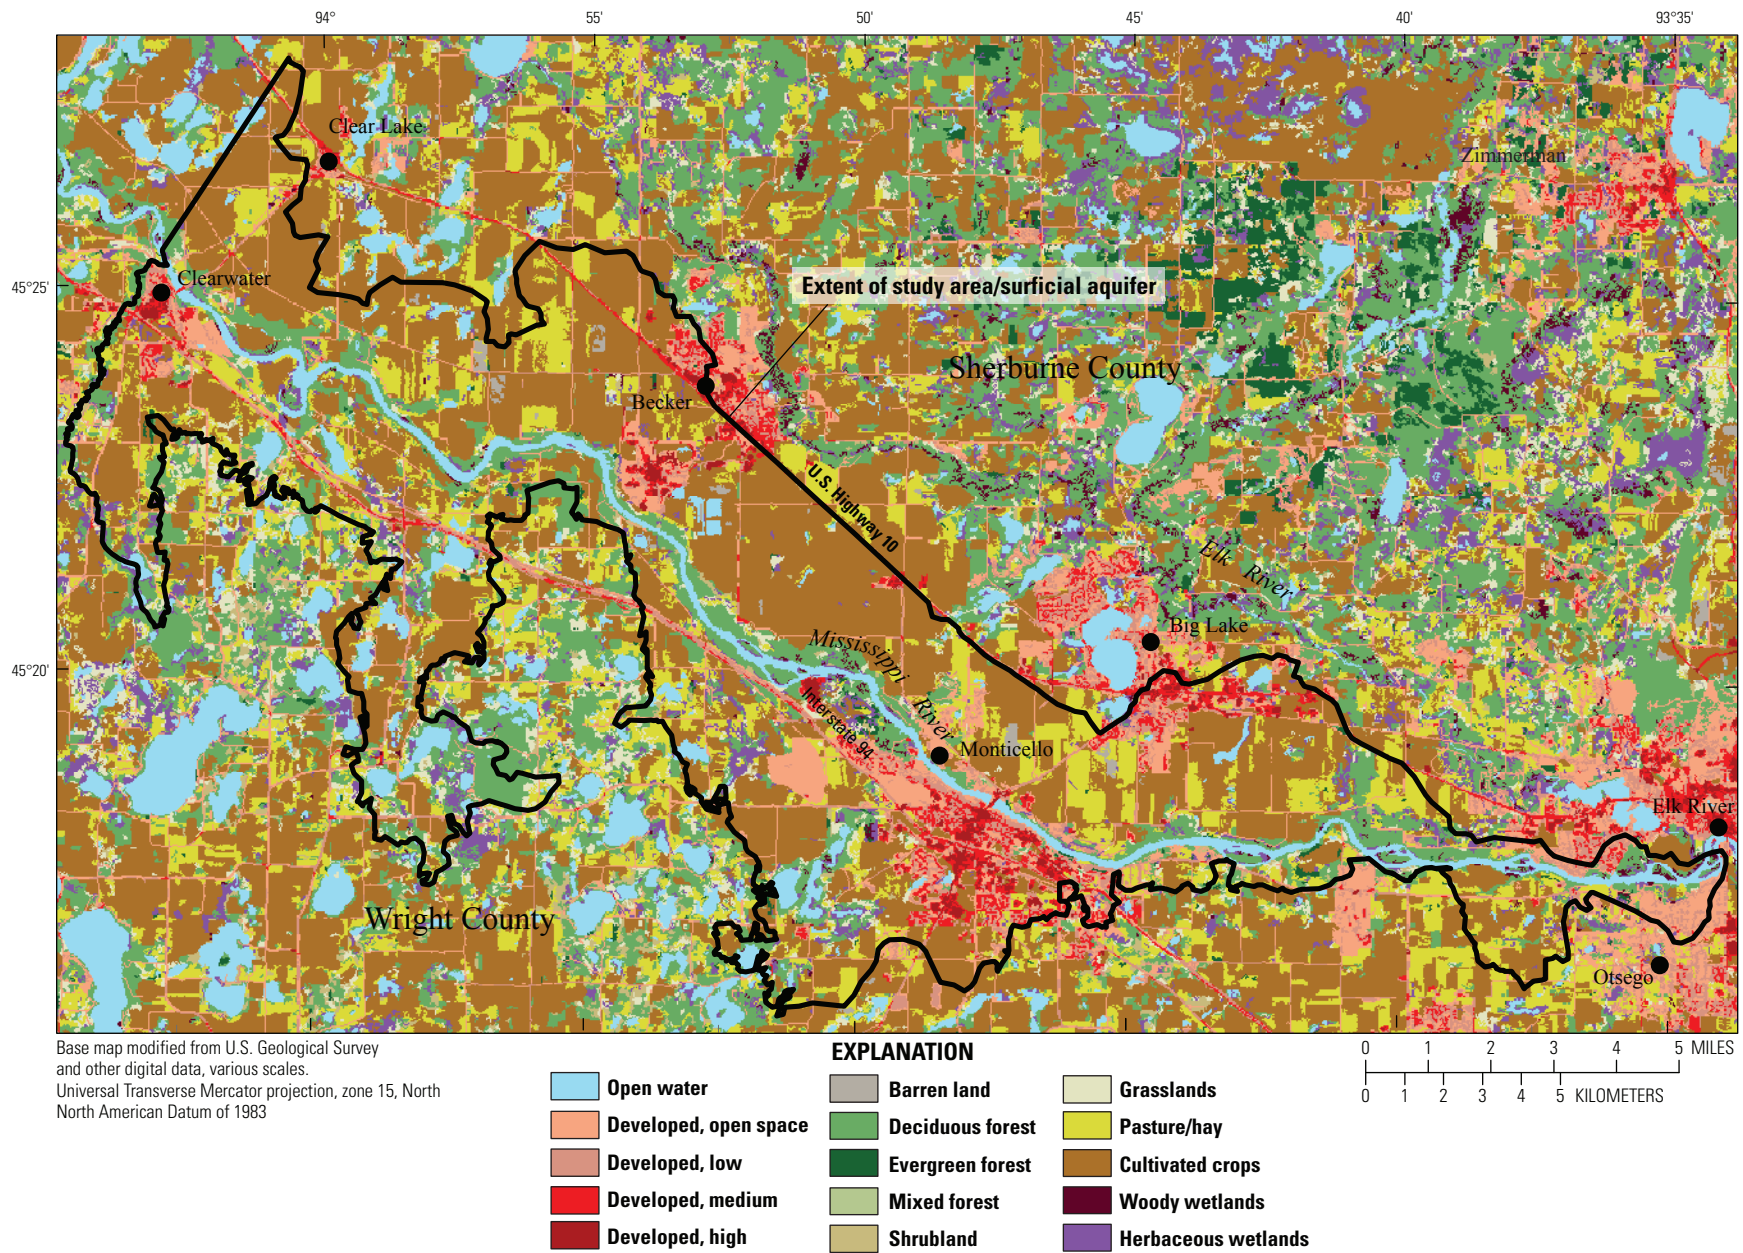 94°
55'
50'
45'
40'
93°35'
Clear Lake
Zimmerman
Clearwater
45°25'
Extent of study area/surficial aquifer
Sherburne County
Becker
U.S. Highway 10
Elk River
Big Lake
Mississippi River
45°20'
Interstate 94
Monticello
Elk River
Wright County
Otsego
Base map modified from U.S. Geological Survey
and other digital data, various scales.
Universal Transverse Mercator projection, zone 15, North
North American Datum of 1983
EXPLANATION
Open water
Developed, open space
Developed, low
Developed, medium
Developed, high
Barren land
Deciduous forest
Evergreen forest
Mixed forest
Shrubland
Grasslands
Pasture/hay
Cultivated crops
Woody wetlands
Herbaceous wetlands
0 1 2 3 4 5 MILES
0 1 2 3 4 5 KILOMETERS